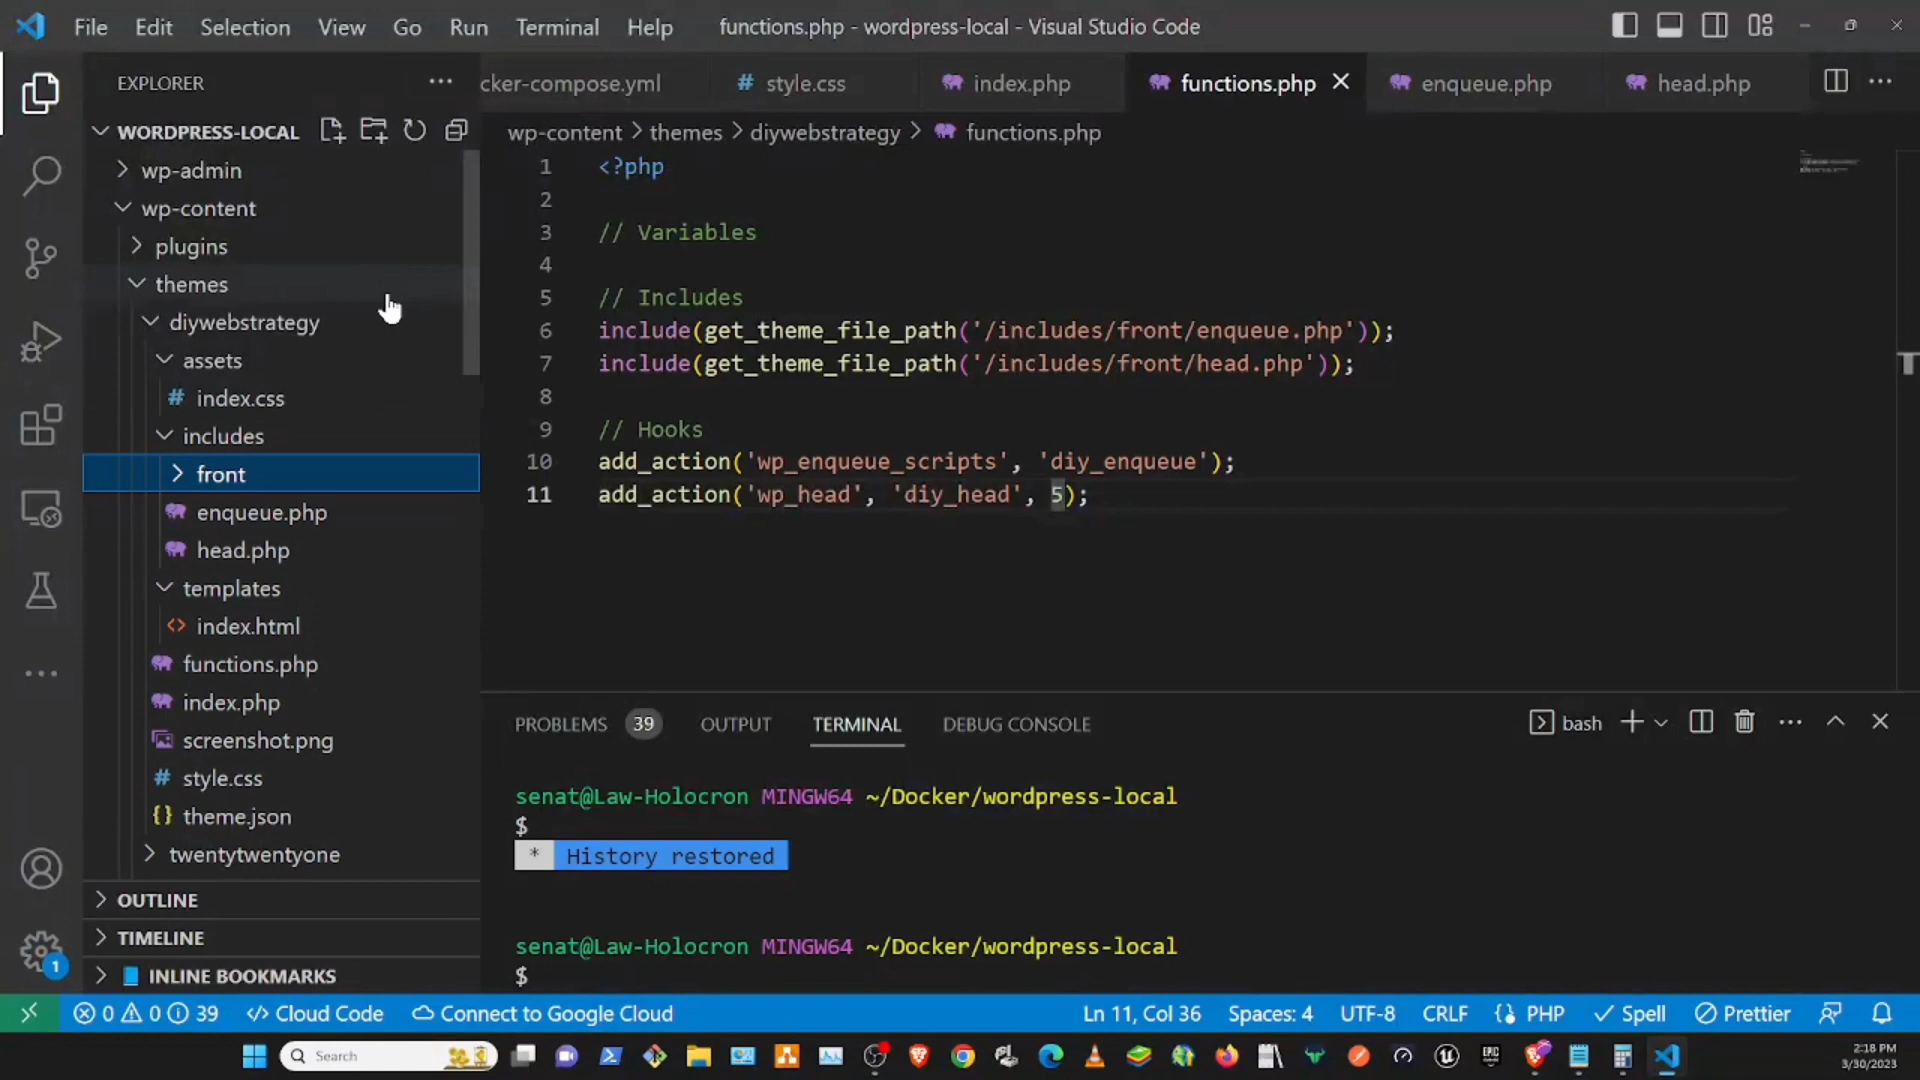 File Edit Selection View Go Run Terminal Help functions.php - wordpress-local - Visual Studio Code
EXPLORER
WORDPRESS-LOCAL
wp-admin
wp-content
plugins
themes
diywebstrategy
assets
# index.css
includes
front
enqueue.php
head.php
templates
<> index.html
functions.php
index.php
screenshot.png
# style.css
{} theme.json
twentytwentyone
OUTLINE
TIMELINE
INLINE BOOKMARKS
cker-compose.yml # style.css index.php functions.php enqueue.php head.php
wp-content > themes > diywebstrategy > functions.php
1 <?php
2
3 // Variables
4
5 // Includes
6 include(get_theme_file_path('/includes/front/enqueue.php'));
7 include(get_theme_file_path('/includes/front/head.php'));
8
9 // Hooks
10 add_action('wp_enqueue_scripts', 'diy_enqueue');
11 add_action('wp_head', 'diy_head', 5);
PROBLEMS 39 OUTPUT TERMINAL DEBUG CONSOLE bash
senat@Law-Holocron MINGW64 ~/Docker/wordpress-local
$
* History restored
senat@Law-Holocron MINGW64 ~/Docker/wordpress-local
$
1
0 0 39 </> Cloud Code Connect to Google Cloud Ln 11, Col 36 Spaces: 4 UTF-8 CRLF PHP Spell Prettier
Search
2:18 PM
3/30/2023